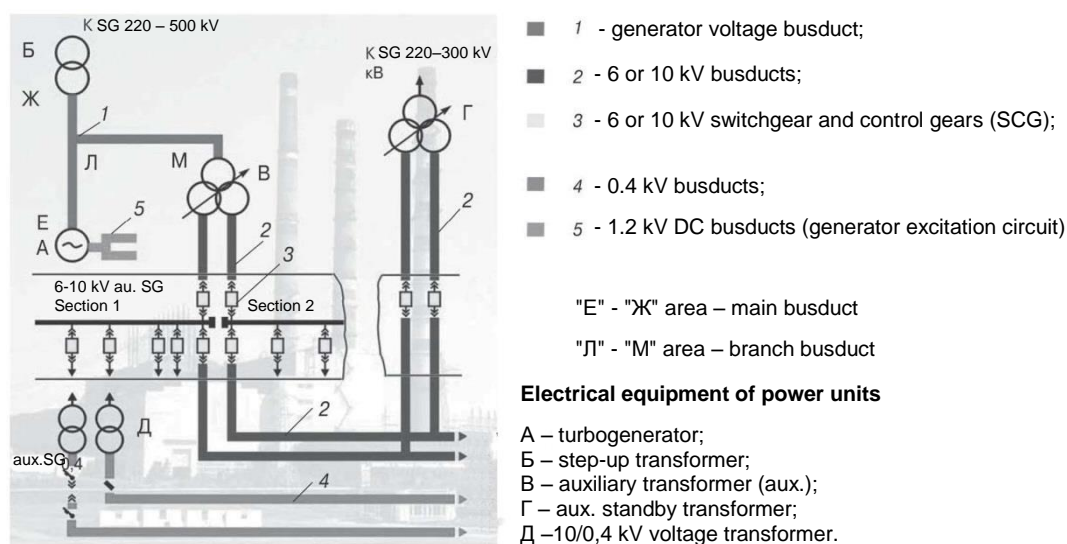 К SG 220 – 500 kV
Б
К SG 220–300 kV
кВ
Ж
1
Г
Л
М
В
2
Е
5
А
2
3
6-10 kV au. SG
Section 1
Section 2
2
Д
aux.SG
0,4
4
1 - generator voltage busduct;
2 - 6 or 10 kV busducts;
3 - 6 or 10 kV switchgear and control gears (SCG);
4 - 0.4 kV busducts;
5 - 1.2 kV DC busducts (generator excitation circuit)
"Е" - "Ж" area – main busduct
"Л" - "М" area – branch busduct
Electrical equipment of power units
А – turbogenerator;
Б – step-up transformer;
В – auxiliary transformer (aux.);
Г – aux. standby transformer;
Д –10/0,4 kV voltage transformer.